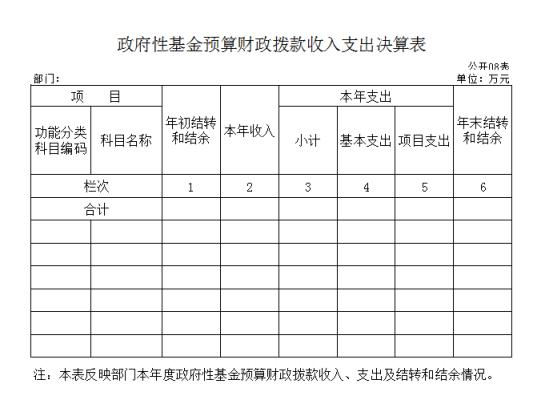 政府性基金预算财政拨款收入支出决算表
公开08表
部门： 单位：万元
项 目 年初结转和结余 本年收入 本年支出 年末结转和结余
功能分类科目编码 科目名称 小计 基本支出 项目支出
栏次 1 2 3 4 5 6
合计
注：本表反映部门本年度政府性基金预算财政拨款收入、支出及结转和结余情况。